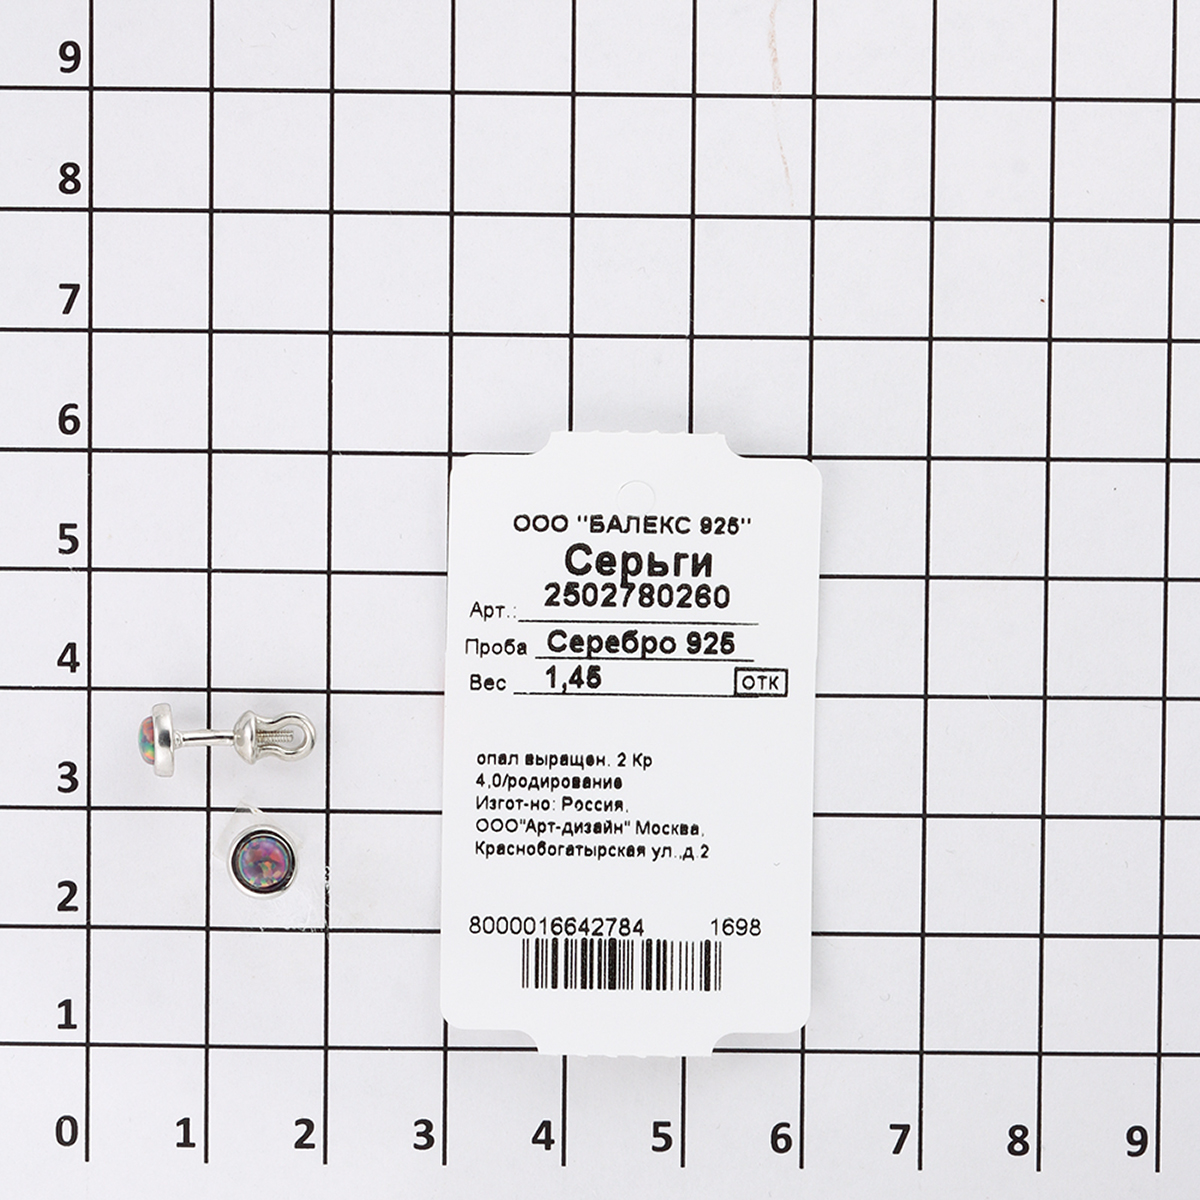 9
8
7
6
5
4
3
2
1
0 1 2 3 4 5 6 7 8 9
ООО "БАЛЕКС 925"
Серьги
Арт.: 2502780260
Проба Серебро 925
Вес 1,45 ОТК
опал выращен. 2 Кр
4,0/родирование
Изгот-но: Россия,
ООО"Арт-дизайн" Москва,
Краснобогатырская ул.,д.2
8000016642784 1698